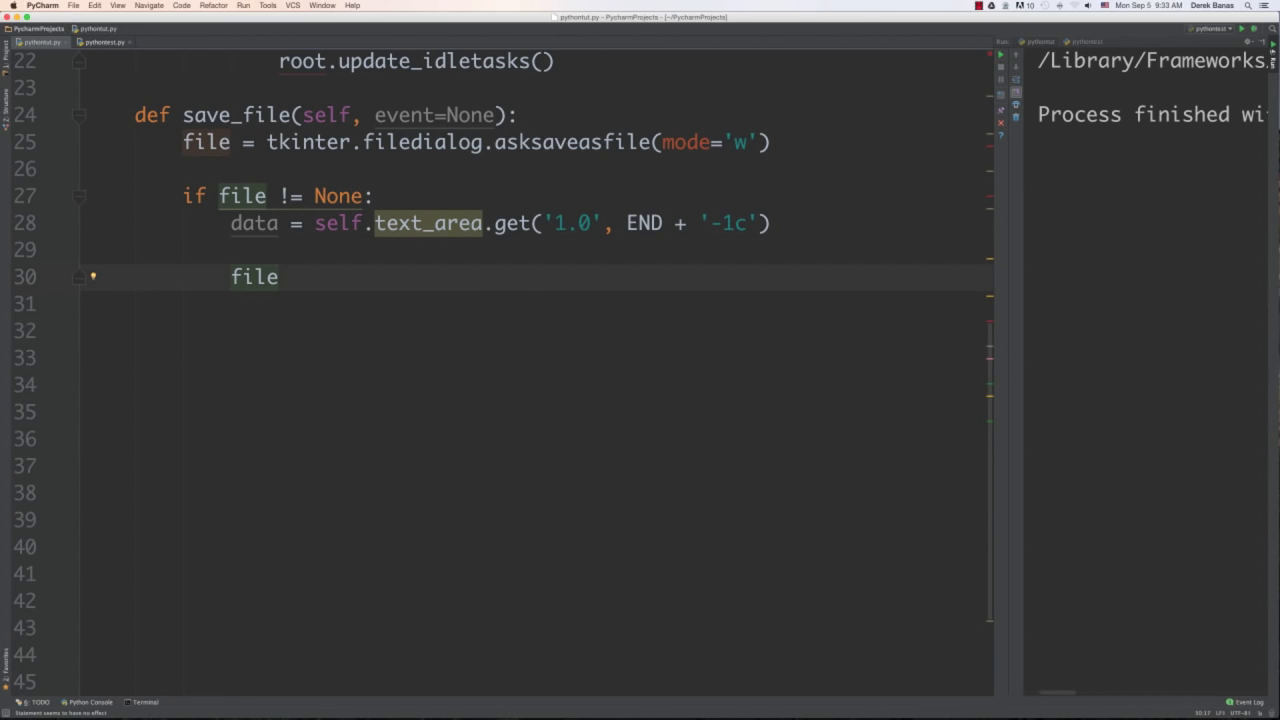 PyCharm File Edit View Navigate Code Refactor Run Tools VCS Window Help 10 Mon Sep 5 9:33 AM Derek Banas
pythontut.py - PycharmProjects - [~/PycharmProjects]
PycharmProjects pythontut.py pythontest
pythontut.py pythontest.py Run: pythontut pythontest
1: Project
7: Structure
2: Favorites
4: Run
22 root.update_idletasks()
23
24 def save_file(self, event=None):
25 file = tkinter.filedialog.asksaveasfile(mode='w')
26
27 if file != None:
28 data = self.text_area.get('1.0', END + '-1c')
29
30 file
31
32
33
34
35
36
37
38
39
40
41
42
43
44
45
/Library/Frameworks
Process finished wi
6: TODO Python Console Terminal Event Log
Statement seems to have no effect 30:17 LF÷ UTF-8÷